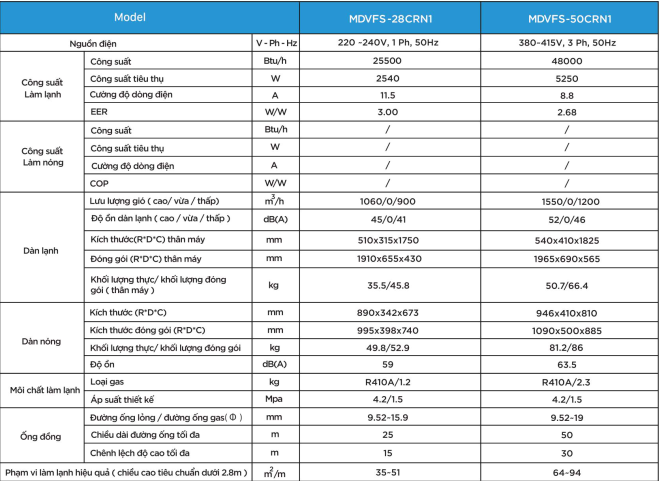 Model MDVFS-28CRN1 MDVFS-50CRN1
Nguồn điện V - Ph - Hz 220 -240V, 1 Ph, 50Hz 380-415V, 3 Ph, 50Hz
Công suất Làm lạnh
Công suất Btu/h 25500 48000
Công suất tiêu thụ W 2540 5250
Cường độ dòng điện A 11.5 8.8
EER W/W 3.00 2.68
Công suất Làm nóng
Công suất Btu/h / /
Công suất tiêu thụ W / /
Cường độ dòng điện A / /
COP W/W / /
Dàn lạnh
Lưu lượng gió ( cao/ vừa / thấp) m³/h 1060/0/900 1550/0/1200
Độ ồn dàn lạnh ( cao / vừa / thấp ) dB(A) 45/0/41 52/0/46
Kích thước(R*D*C) thân máy mm 510x315x1750 540x410x1825
Đóng gói (R*D*C) thân máy mm 1910x655x430 1965x690x565
Khối lượng thực/ khối lượng đóng
gói ( thân máy ) kg 35.5/45.8 50.7/66.4
Dàn nóng
Kích thước (R*D*C) mm 890x342x673 946x410x810
Kích thước đóng gói (R*D*C) mm 995x398x740 1090x500x885
Khối lượng thực/ khối lượng đóng gói kg 49.8/52.9 81.2/86
Độ ồn dB(A) 59 63.5
Môi chất làm lạnh
Loại gas kg R410A/1.2 R410A/2.3
Áp suất thiết kế Mpa 4.2/1.5 4.2/1.5
Ống đồng
Đường ống lỏng / đường ống gas(Φ) mm 9.52-15.9 9.52-19
Chiều dài đường ống tối đa m 25 50
Chênh lệch độ cao tối đa m 15 30
Phạm vi làm lạnh hiệu quả ( chiều cao tiêu chuẩn dưới 2.8m ) m²/m 35-51 64-94